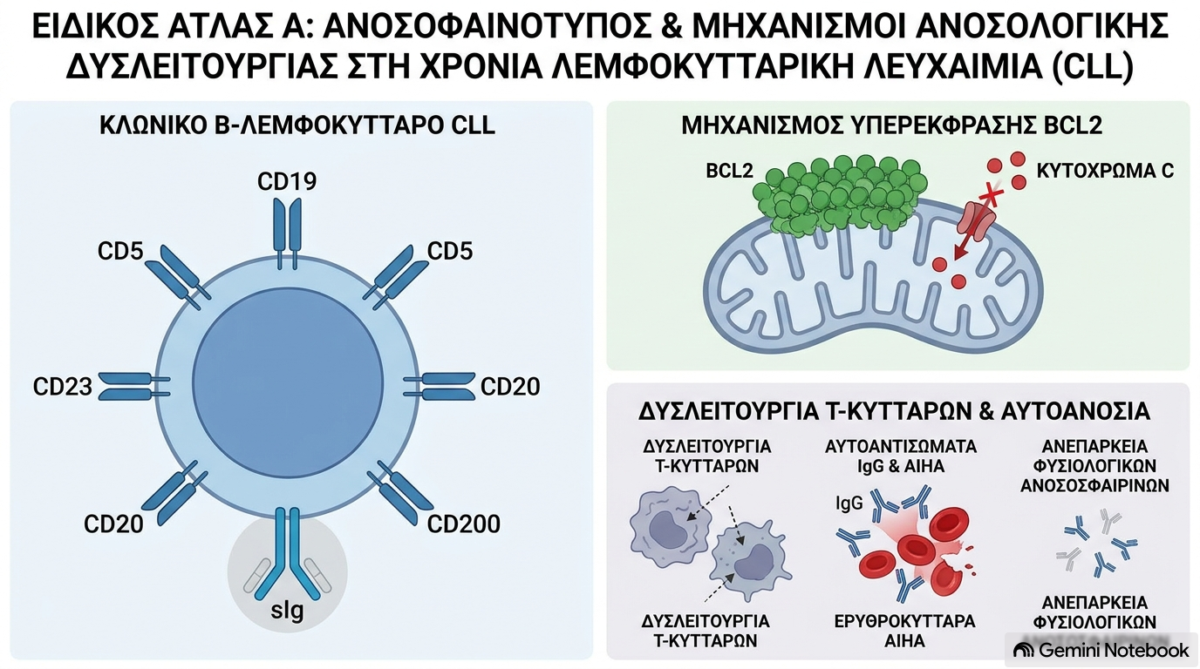 ΕΙΔΙΚΟΣ ΑΤΛΑΣ Α: ΑΝΟΣΟΦΑΙΝΟΤΥΠΟΣ & ΜΗΧΑΝΙΣΜΟΙ ΑΝΟΣΟΛΟΓΙΚΗΣ
ΔΥΣΛΕΙΤΟΥΡΓΙΑΣ ΣΤΗ ΧΡΟΝΙΑ ΛΕΜΦΟΚΥΤΤΑΡΙΚΗ ΛΕΥΧΑΙΜΙΑ (CLL)
ΚΛΩΝΙΚΟ Β-ΛΕΜΦΟΚΥΤΤΑΡΟ CLL
CD19
CD5
CD5
CD23
CD20
CD20
CD200
sIg
ΜΗΧΑΝΙΣΜΟΣ ΥΠΕΡΕΚΦΡΑΣΗΣ BCL2
BCL2
ΚΥΤΟΧΡΩΜΑ C
ΔΥΣΛΕΙΤΟΥΡΓΙΑ Τ-ΚΥΤΤΑΡΩΝ & ΑΥΤΟΑΝΟΣΙΑ
ΔΥΣΛΕΙΤΟΥΡΓΙΑ
Τ-ΚΥΤΤΑΡΩΝ
ΔΥΣΛΕΙΤΟΥΡΓΙΑ
Τ-ΚΥΤΤΑΡΩΝ
ΑΥΤΟΑΝΤΙΣΩΜΑΤΑ
IgG & AIHA
IgG
ΕΡΥΘΡΟΚΥΤΤΑΡΑ
AIHA
ΑΝΕΠΑΡΚΕΙΑ
ΦΥΣΙΟΛΟΓΙΚΩΝ
ΑΝΟΣΟΣΦΑΙΡΙΝΩΝ
ΑΝΕΠΑΡΚΕΙΑ
ΦΥΣΙΟΛΟΓΙΚΩΝ
Gemini Notebook